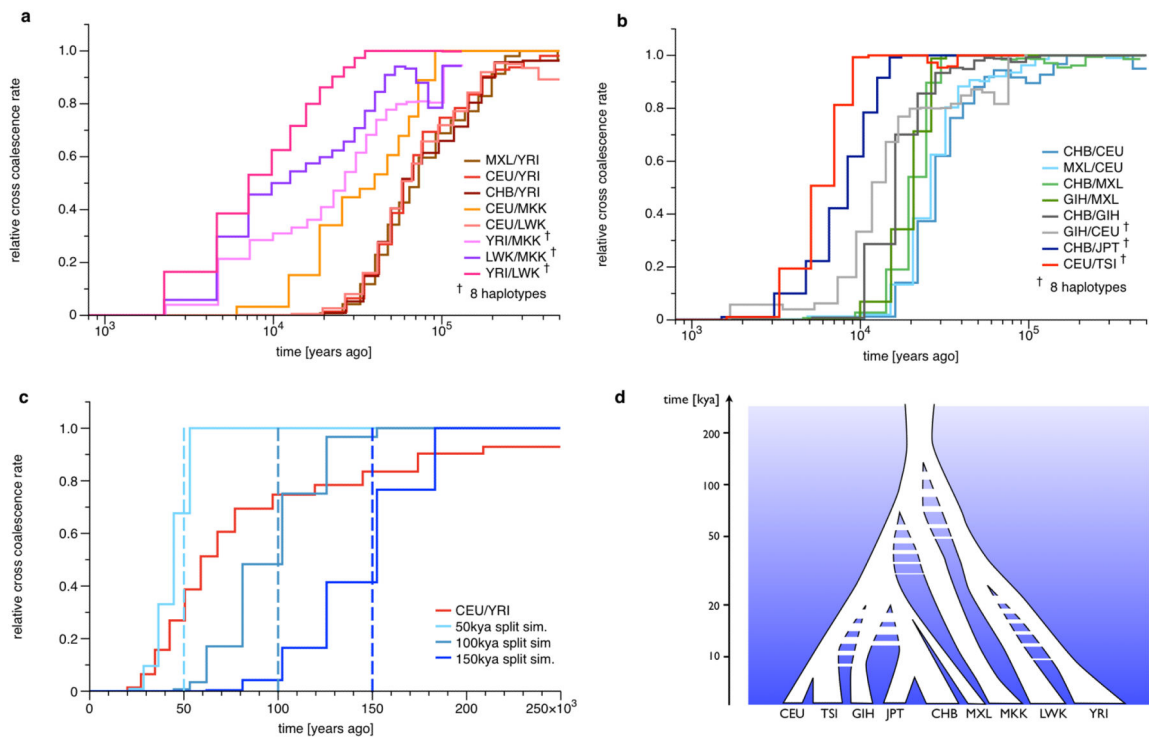 a
relative cross coalescence rate
1.0
0.8
0.6
0.4
0.2
0
MXL/YRI
CEU/YRI
CHB/YRI
CEU/MKK
CEU/LWK
YRI/MKK †
LWK/MKK †
YRI/LWK †
† 8 haplotypes
10³
10⁴
10⁵
time [years ago]
b
relative cross coalescence rate
1.0
0.8
0.6
0.4
0.2
0
CHB/CEU
MXL/CEU
CHB/MXL
GIH/MXL
CHB/GIH
GIH/CEU †
CHB/JPT †
CEU/TSI †
† 8 haplotypes
10³
10⁴
10⁵
time [years ago]
c
relative cross coalescence rate
1.0
0.8
0.6
0.4
0.2
0
CEU/YRI
50kya split sim.
100kya split sim
150kya split sim.
0
50
100
150
200
250×10³
time [years ago]
d
time [kya]
200
100
50
20
10
CEU TSI GIH JPT CHB MXL MKK LWK YRI